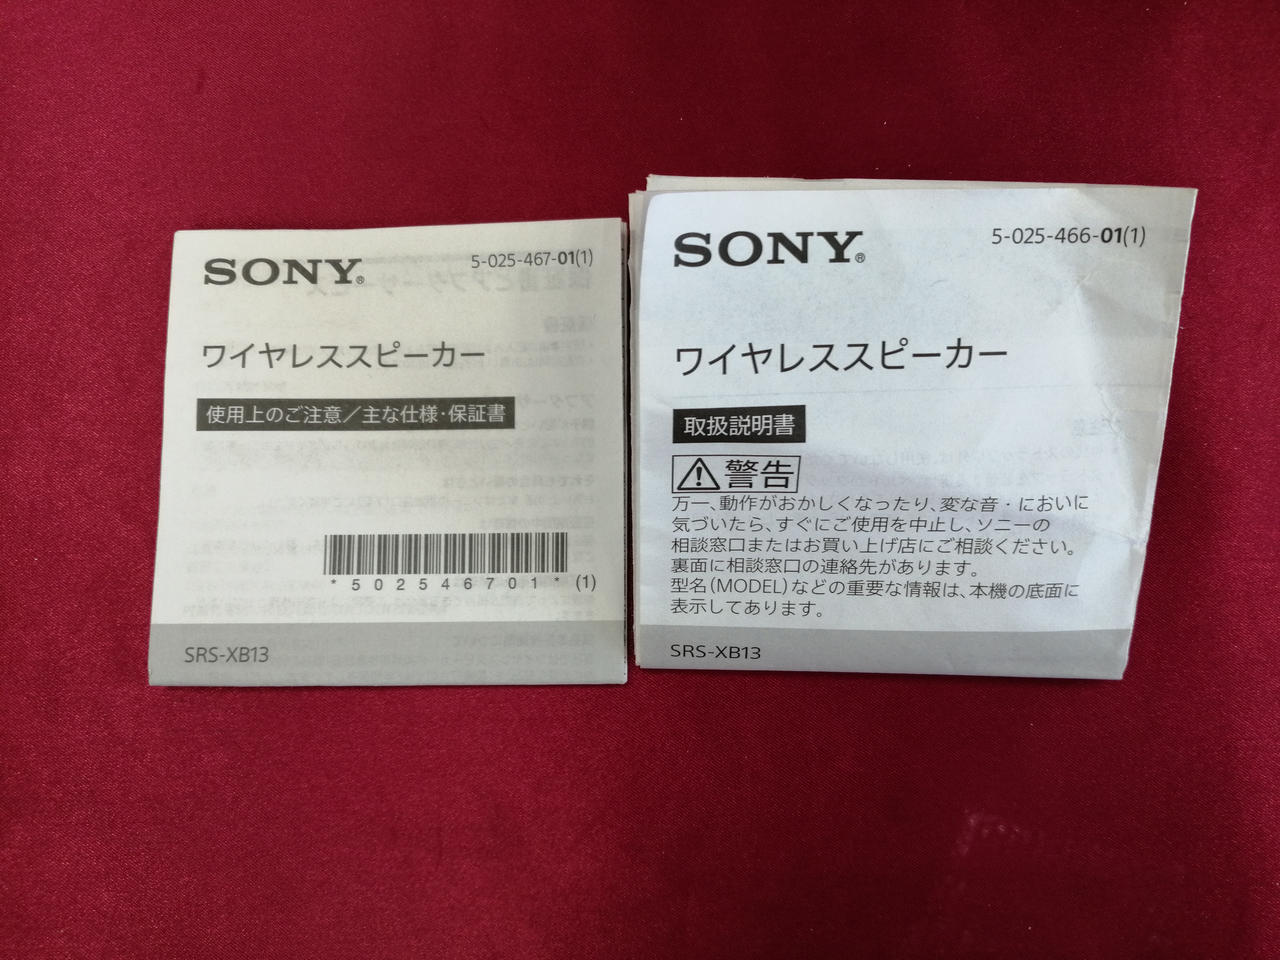 SONY®
5-025-467-01(1)
ワイヤレススピーカー
使用上のご注意／主な仕様・保証書
*502546701* (1)
SRS-XB13
SONY®
5-025-466-01(1)
ワイヤレススピーカー
取扱説明書
警告
万一、動作がおかしくなったり、変な音・においに
気づいたら、すぐにご使用を中止し、ソニーの
相談窓口またはお買い上げ店にご相談ください。
裏面に相談窓口の連絡先があります。
型名（MODEL）などの重要な情報は、本機の底面に
表示してあります。
SRS-XB13